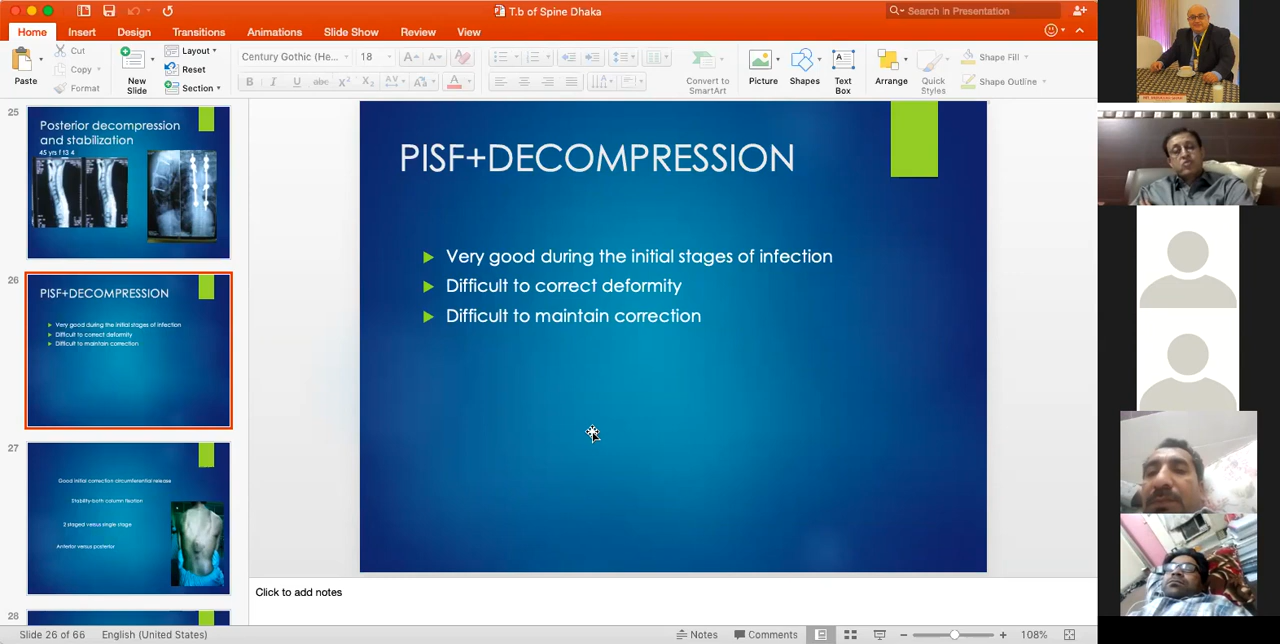 T.b of Spine Dhaka
Search in Presentation
Home
Insert
Design
Transitions
Animations
Slide Show
Review
View
Paste
Cut
Copy
Format
New
Slide
Layout
Reset
Section
Century Gothic (He...
18
Convert to
SmartArt
Picture
Shapes
Text
Box
Arrange
Quick
Styles
Shape Fill
Shape Outline
25
Posterior decompression
and stabilization
26
PISF+DECOMPRESSION
Very good during the initial stages of infection
Difficult to correct deformity
Difficult to maintain correction
27
Good initial correction circumferential release
Stability-both column fixation
2 staged versus single stage
Anterior versus posterior
28
PISF+DECOMPRESSION
Very good during the initial stages of infection
Difficult to correct deformity
Difficult to maintain correction
Click to add notes
Slide 26 of 66
English (United States)
Notes
Comments
108%